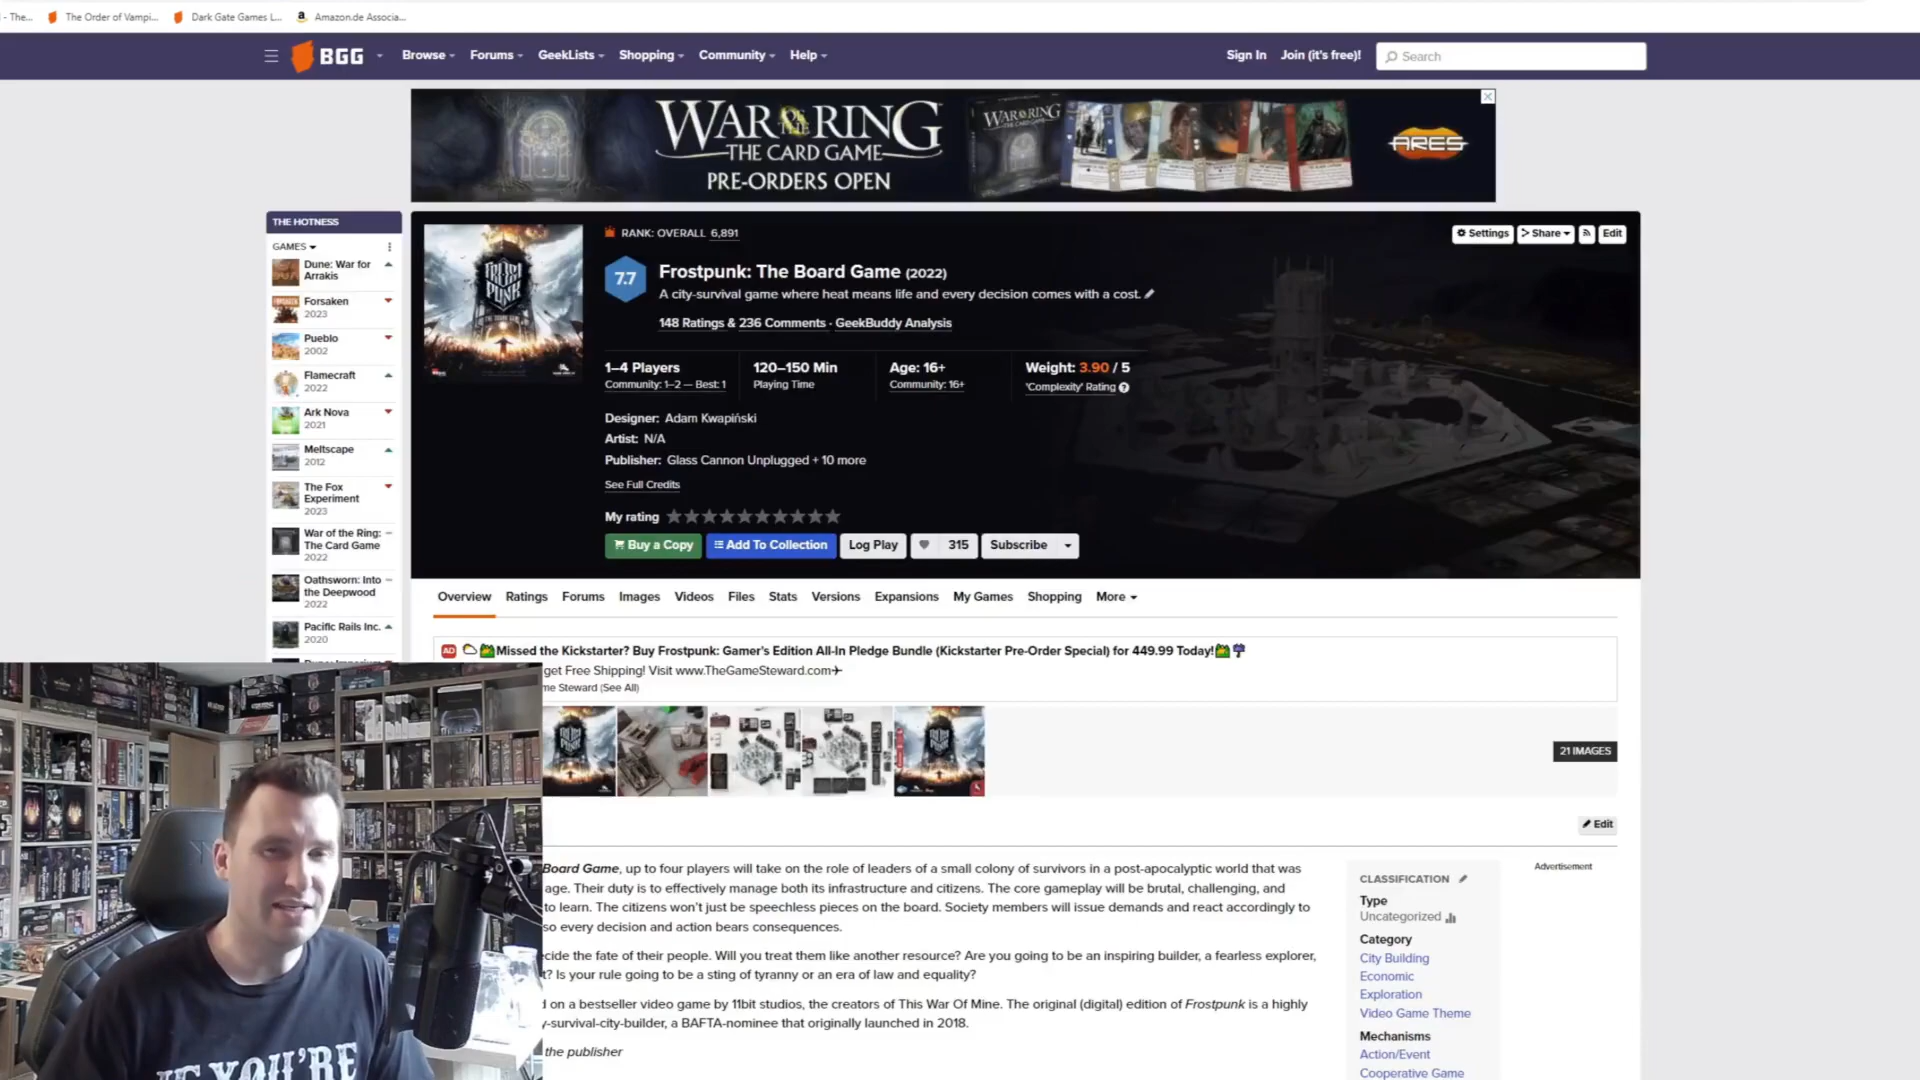 - The...
The Order of Vampi...
Dark Gate Games L...
Amazon.de Associa...
BGG
Browse
Forums
GeekLists
Shopping
Community
Help
Sign In
Join (it's free)!
Search
WAR OF THE RING
THE CARD GAME
PRE-ORDERS OPEN
WAR RING
THE CARD GAME
ARES
THE HOTNESS
GAMES
Dune: War for
Arrakis
Forsaken
2023
Pueblo
2002
Flamecraft
2022
Ark Nova
2021
Meltscape
2012
The Fox
Experiment
2023
War of the Ring:
The Card Game
2022
Oathsworn: Into
the Deepwood
2022
Pacific Rails Inc.
2020
FROST
PUNK
THE BOARD GAME
RANK: OVERALL 6,891
Settings
Share
Edit
7.7
Frostpunk: The Board Game (2022)
A city-survival game where heat means life and every decision comes with a cost.
148 Ratings & 236 Comments · GeekBuddy Analysis
1–4 Players
Community: 1–2 — Best: 1
120–150 Min
Playing Time
Age: 16+
Community: 16+
Weight: 3.90 / 5
'Complexity' Rating
Designer: Adam Kwapiński
Artist: N/A
Publisher: Glass Cannon Unplugged + 10 more
See Full Credits
My rating
Buy a Copy
Add To Collection
Log Play
315
Subscribe
Overview
Ratings
Forums
Images
Videos
Files
Stats
Versions
Expansions
My Games
Shopping
More
AD
Missed the Kickstarter? Buy Frostpunk: Gamer's Edition All-In Pledge Bundle (Kickstarter Pre-Order Special) for 449.99 Today!
get Free Shipping! Visit www.TheGameSteward.com
me Steward (See All)
21 IMAGES
Edit
Board Game, up to four players will take on the role of leaders of a small colony of survivors in a post-apocalyptic world that was
age. Their duty is to effectively manage both its infrastructure and citizens. The core gameplay will be brutal, challenging, and
to learn. The citizens won't just be speechless pieces on the board. Society members will issue demands and react accordingly to
so every decision and action bears consequences.
cide the fate of their people. Will you treat them like another resource? Are you going to be an inspiring builder, a fearless explorer,
t? Is your rule going to be a sting of tyranny or an era of law and equality?
d on a bestseller video game by 11bit studios, the creators of This War Of Mine. The original (digital) edition of Frostpunk is a highly
y-survival-city-builder, a BAFTA-nominee that originally launched in 2018.
the publisher
CLASSIFICATION
Type
Uncategorized
Category
City Building
Economic
Exploration
Video Game Theme
Mechanisms
Action/Event
Cooperative Game
Advertisement
IF YOU'RE